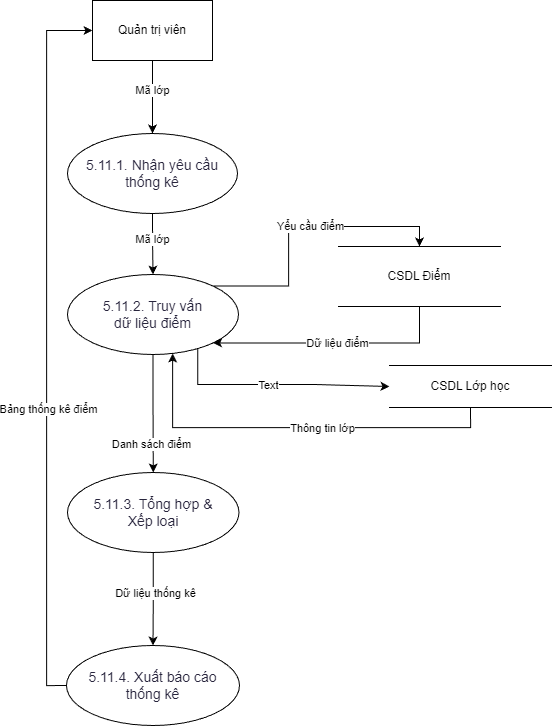 Quản trị viên
Mã lớp
5.11.1. Nhận yêu cầu
thống kê
Mã lớp
Yểu cầu điểm
CSDL Điểm
5.11.2. Truy vấn
dữ liệu điểm
Dữ liệu điểm
Text
CSDL Lớp học
Bảng thống kê điểm
Thông tin lớp
Danh sách điểm
5.11.3. Tổng hợp &
Xếp loại
Dữ liệu thống kê
5.11.4. Xuất báo cáo
thống kê